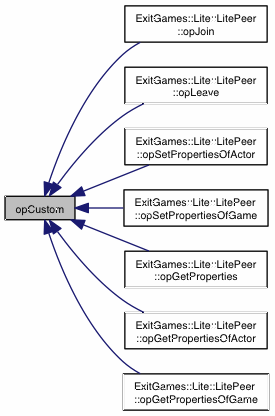 ExitGames::Lite::LitePeer
::opJoin
ExitGames::Lite::LitePeer
::opLeave
ExitGames::Lite::LitePeer
::opSetPropertiesOfActor
opCustom
ExitGames::Lite::LitePeer
::opSetPropertiesOfGame
ExitGames::Lite::LitePeer
::opGetProperties
ExitGames::Lite::LitePeer
::opGetPropertiesOfActor
ExitGames::Lite::LitePeer
::opGetPropertiesOfGame